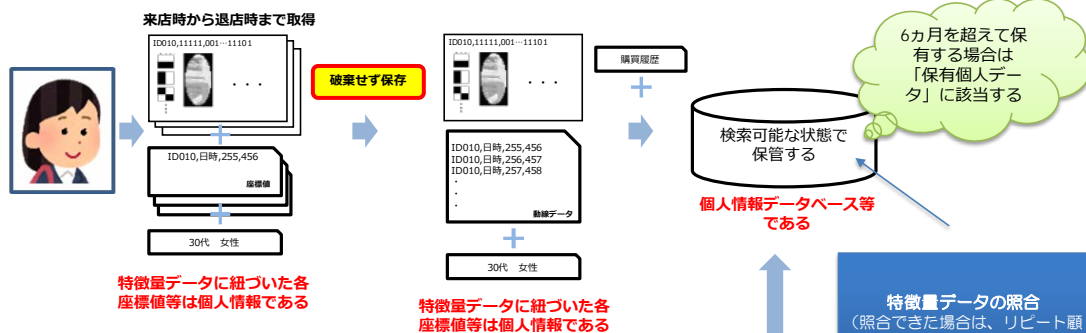 来店時から退店時まで取得
ID010,11111,001…11101
・・・
ID010,日時,255,456
座標値
30代　女性
特徴量データに紐づいた各
座標値等は個人情報である
破棄せず保存
ID010,11111,001…11101
・・・
ID010,日時,255,456
ID010,日時,256,457
ID010,日時,257,458
・
・
・
動線データ
30代　女性
特徴量データに紐づいた各
座標値等は個人情報である
購買履歴
検索可能な状態で
保管する
個人情報データベース等
である
6ヵ月を超えて保
有する場合は
「保有個人デー
タ」に該当する
特徴量データの照合
（照合できた場合は、リピート顧